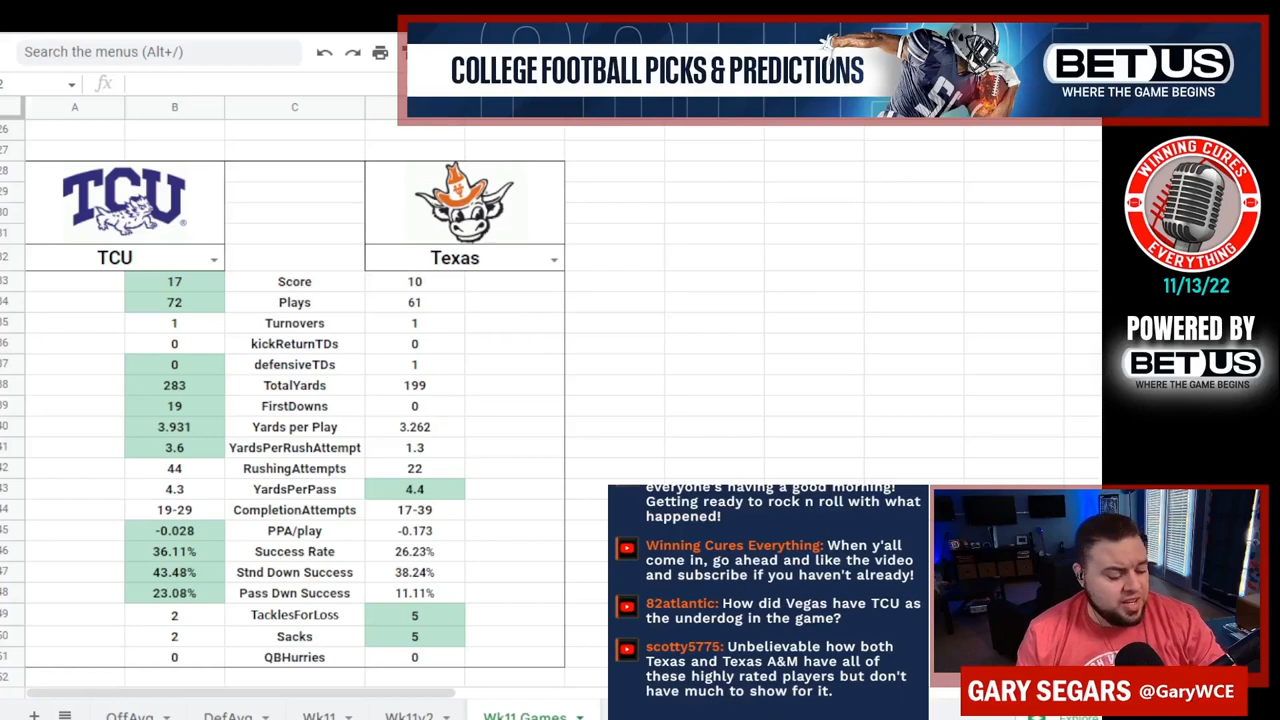 Search the menus (Alt+/)
COLLEGE FOOTBALL PICKS & PREDICTIONS
BETUS
WHERE THE GAME BEGINS
fx
A B C
WINNING CURES
EVERYTHING
11/13/22
POWERED BY
BETUS
WHERE THE GAME BEGINS
TCU
TCU Texas
17 Score 10
72 Plays 61
1 Turnovers 1
0 kickReturnTDs 0
0 defensiveTDs 1
283 TotalYards 199
19 FirstDowns 0
3.931 Yards per Play 3.262
3.6 YardsPerRushAttempt 1.3
44 RushingAttempts 22
4.3 YardsPerPass 4.4
19-29 CompletionAttempts 17-39
-0.028 PPA/play -0.173
36.11% Success Rate 26.23%
43.48% Stnd Down Success 38.24%
23.08% Pass Dwn Success 11.11%
2 TacklesForLoss 5
2 Sacks 5
0 QBHurries 0
everyone's having a good morning!
Getting ready to rock n roll with what
happened!
Winning Cures Everything: When y'all
come in, go ahead and like the video
and subscribe if you haven't already!
82atlantic: How did Vegas have TCU as
the underdog in the game?
scotty5775: Unbelievable how both
Texas and Texas A&M have all of
these highly rated players but don't
have much to show for it.
GARY SEGARS @GaryWCE
OffAvg DefAvg Wk11 Wk11v2 Wk11 Games
Explore